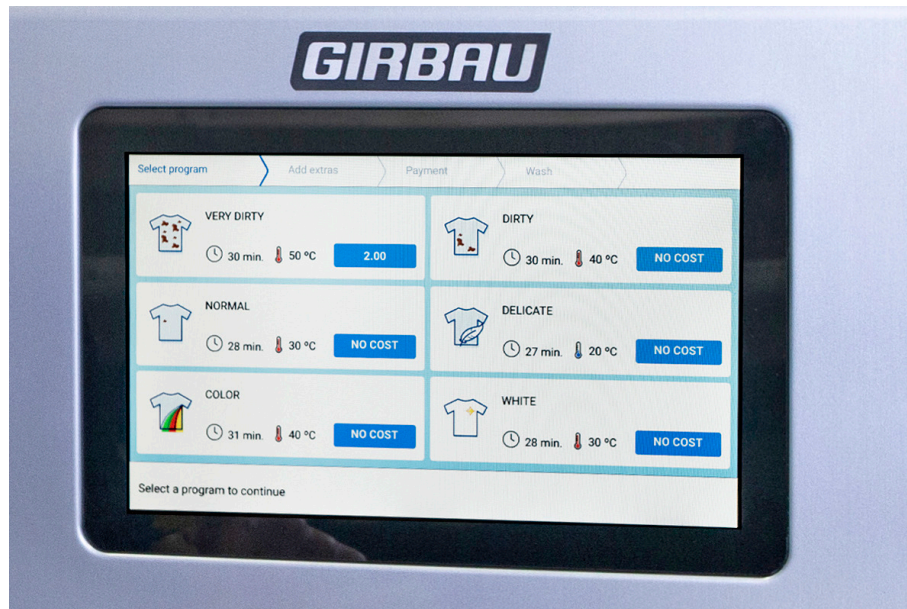 GIRBAU
Select program
Add extras
Payment
Wash
VERY DIRTY
30 min. 50 ºC 2.00
DIRTY
30 min. 40 ºC NO COST
NORMAL
28 min. 30 ºC NO COST
DELICATE
27 min. 20 ºC NO COST
COLOR
31 min. 40 ºC NO COST
WHITE
28 min. 30 ºC NO COST
Select a program to continue